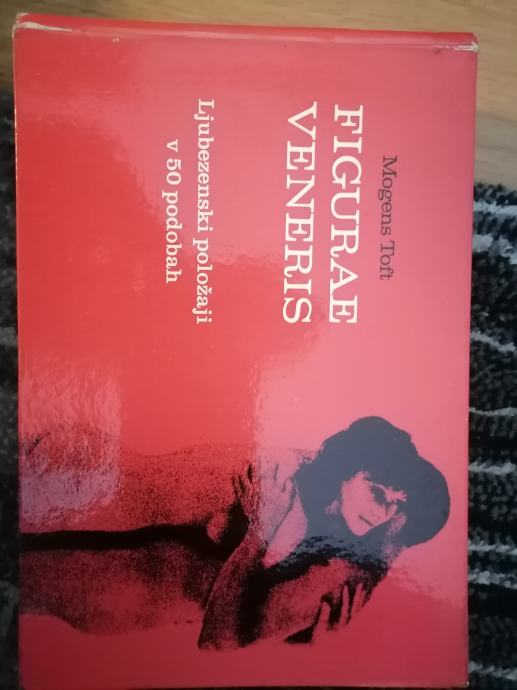 Mogens Toft
FIGURAE
VENERIS
Ljubezenski položaji
v 50 podobah